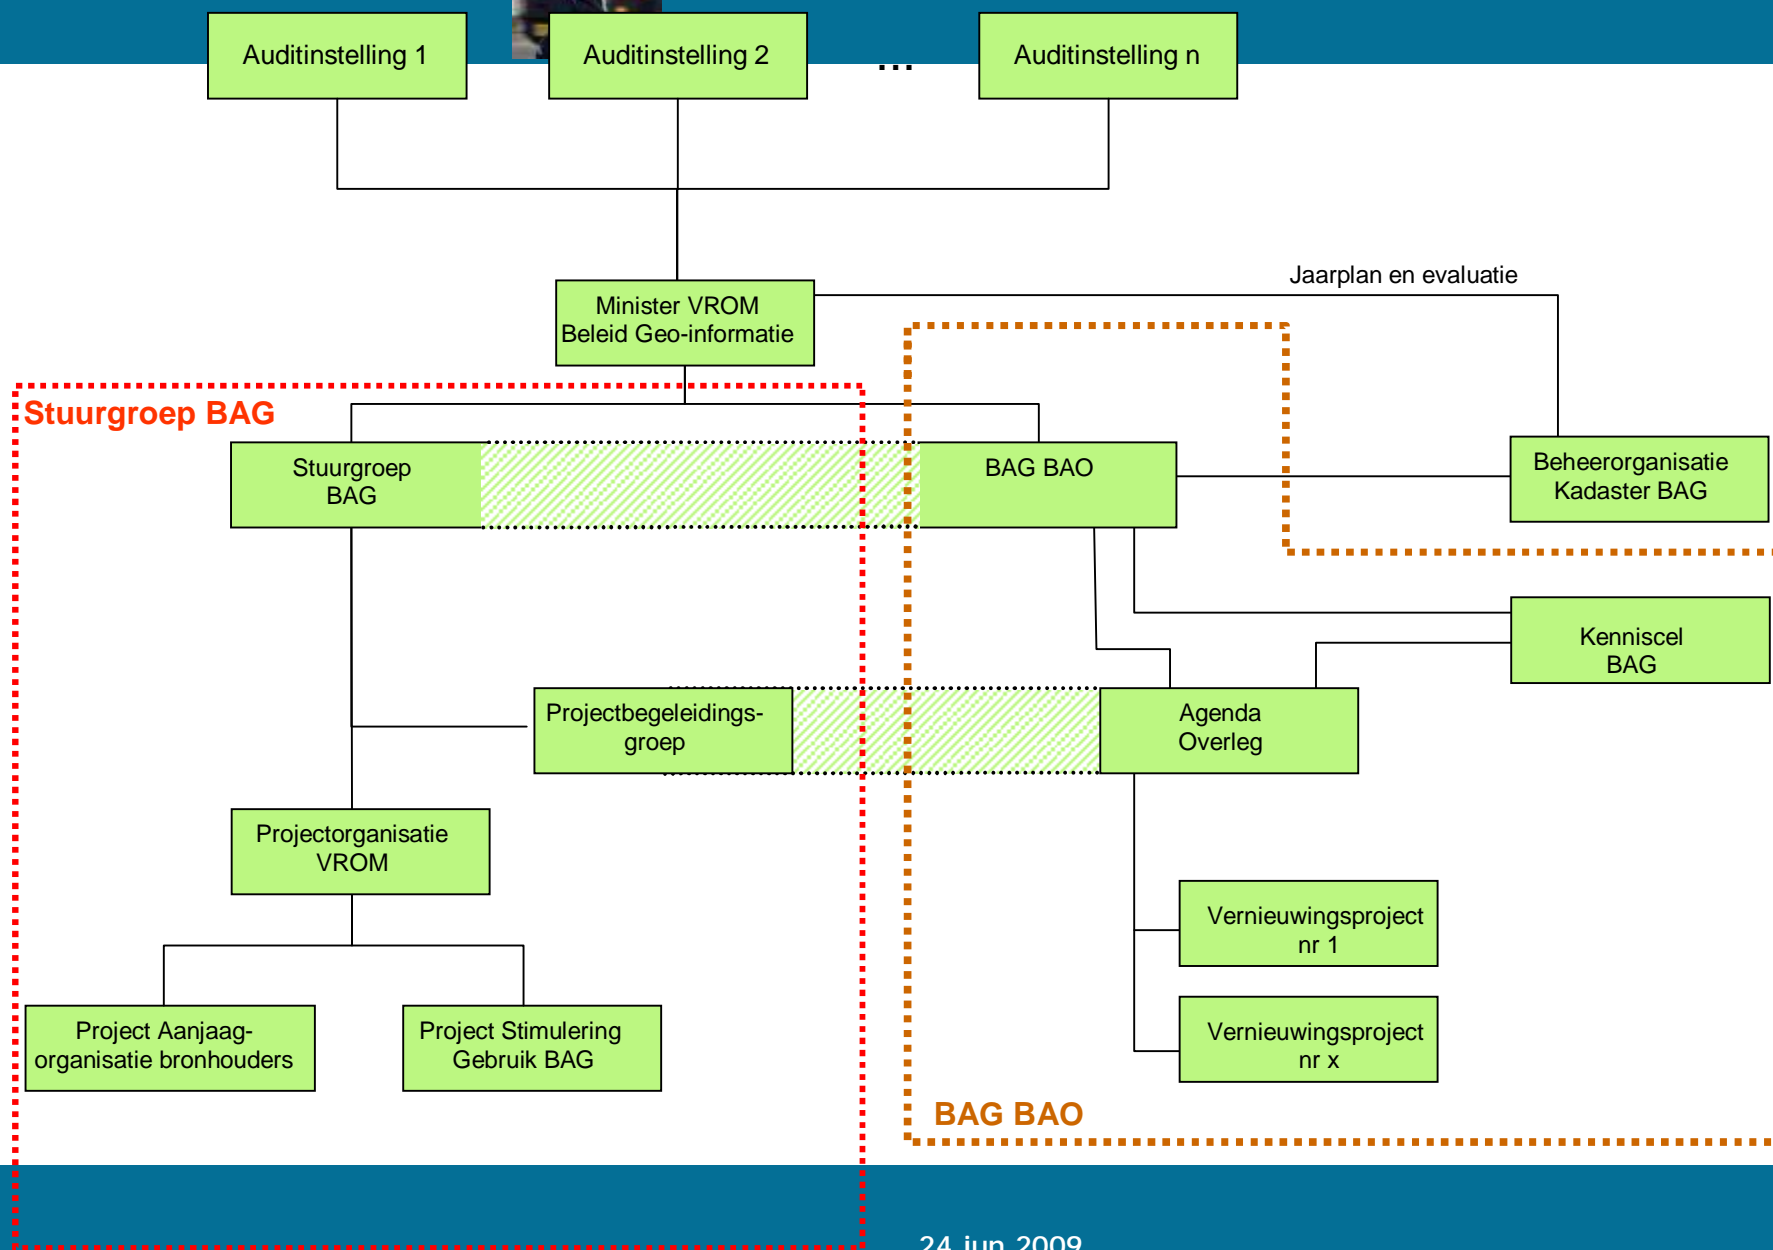 Auditinstelling 1
Auditinstelling 2
...
Auditinstelling n
Jaarplan en evaluatie
Minister VROM
Beleid Geo-informatie
Stuurgroep BAG
Stuurgroep
BAG
BAG BAO
Beheerorganisatie
Kadaster BAG
Kenniscel
BAG
Projectbegeleidings-
groep
Agenda
Overleg
Projectorganisatie
VROM
Vernieuwingsproject
nr 1
Project Aanjaag-
organisatie bronhouders
Project Stimulering
Gebruik BAG
Vernieuwingsproject
nr x
BAG BAO
24 jun 2009